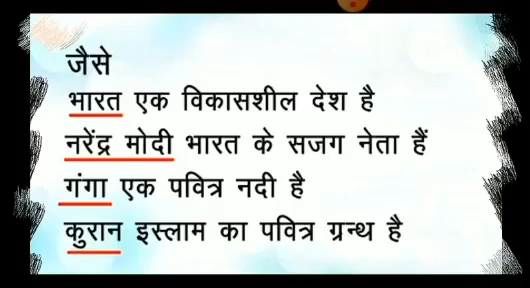 जैसे
भारत एक विकासशील देश है
नरेंद्र मोदी भारत के सजग नेता हैं
गंगा एक पवित्र नदी है
कुरान इस्लाम का पवित्र ग्रन्थ है